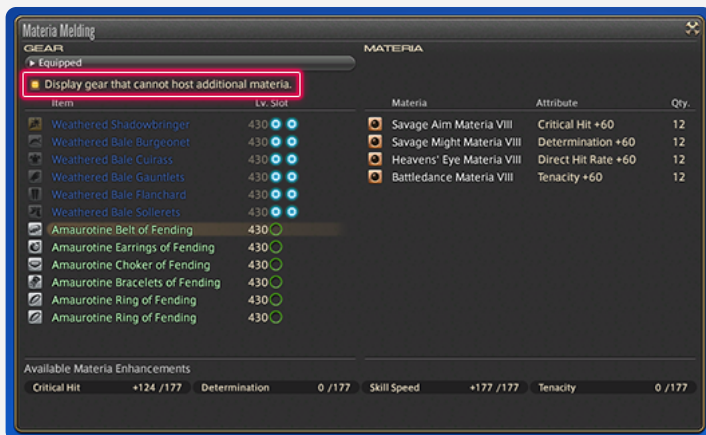 Materia Melding
GEAR
Equipped
Display gear that cannot host additional materia.
Item Lv. Slot
Weathered Shadowbringer 430
Weathered Bale Burgeonet 430
Weathered Bale Cuirass 430
Weathered Bale Gauntlets 430
Weathered Bale Flanchard 430
Weathered Bale Sollerets 430
Amaurotine Belt of Fending 430
Amaurotine Earrings of Fending 430
Amaurotine Choker of Fending 430
Amaurotine Bracelets of Fending 430
Amaurotine Ring of Fending 430
Amaurotine Ring of Fending 430
MATERIA
Materia Attribute Qty.
Savage Aim Materia VIII Critical Hit +60 12
Savage Might Materia VIII Determination +60 12
Heavens' Eye Materia VIII Direct Hit Rate +60 12
Battledance Materia VIII Tenacity +60 12
Available Materia Enhancements
Critical Hit +124 /177 Determination 0 /177 Skill Speed +177 /177 Tenacity 0 /177